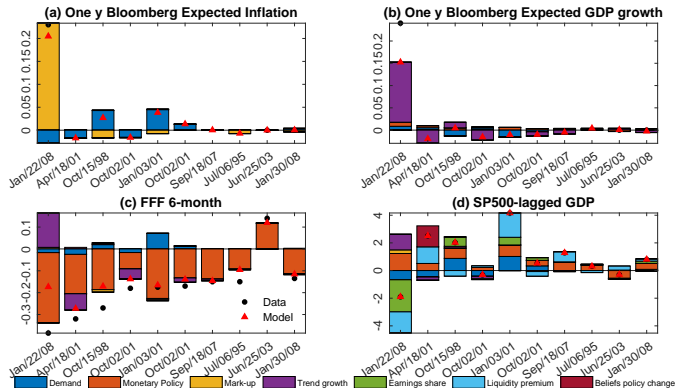 (a) One y Bloomberg Expected Inflation
(b) One y Bloomberg Expected GDP growth
0.2
0.15
0.1
0.05
0
0.2
0.15
0.1
0.05
0
Jan/22/08
Apr/18/01
Oct/15/98
Oct/02/01
Jan/03/01
Oct/02/01
Sep/18/07
Jul/06/95
Jun/25/03
Jan/30/08
Jan/22/08
Apr/18/01
Oct/15/98
Oct/02/01
Jan/03/01
Oct/02/01
Sep/18/07
Jul/06/95
Jun/25/03
Jan/30/08
(c) FFF 6-month
(d) SP500-lagged GDP
0.1
0
-0.1
-0.2
-0.3
Data
Model
4
2
0
-2
-4
Jan/22/08
Apr/18/01
Oct/15/98
Oct/02/01
Jan/03/01
Oct/02/01
Sep/18/07
Jul/06/95
Jun/25/03
Jan/30/08
Jan/22/08
Apr/18/01
Oct/15/98
Oct/02/01
Jan/03/01
Oct/02/01
Sep/18/07
Jul/06/95
Jun/25/03
Jan/30/08
Demand
Monetary Policy
Mark-up
Trend growth
Earnings share
Liquidity premium
Beliefs policy change